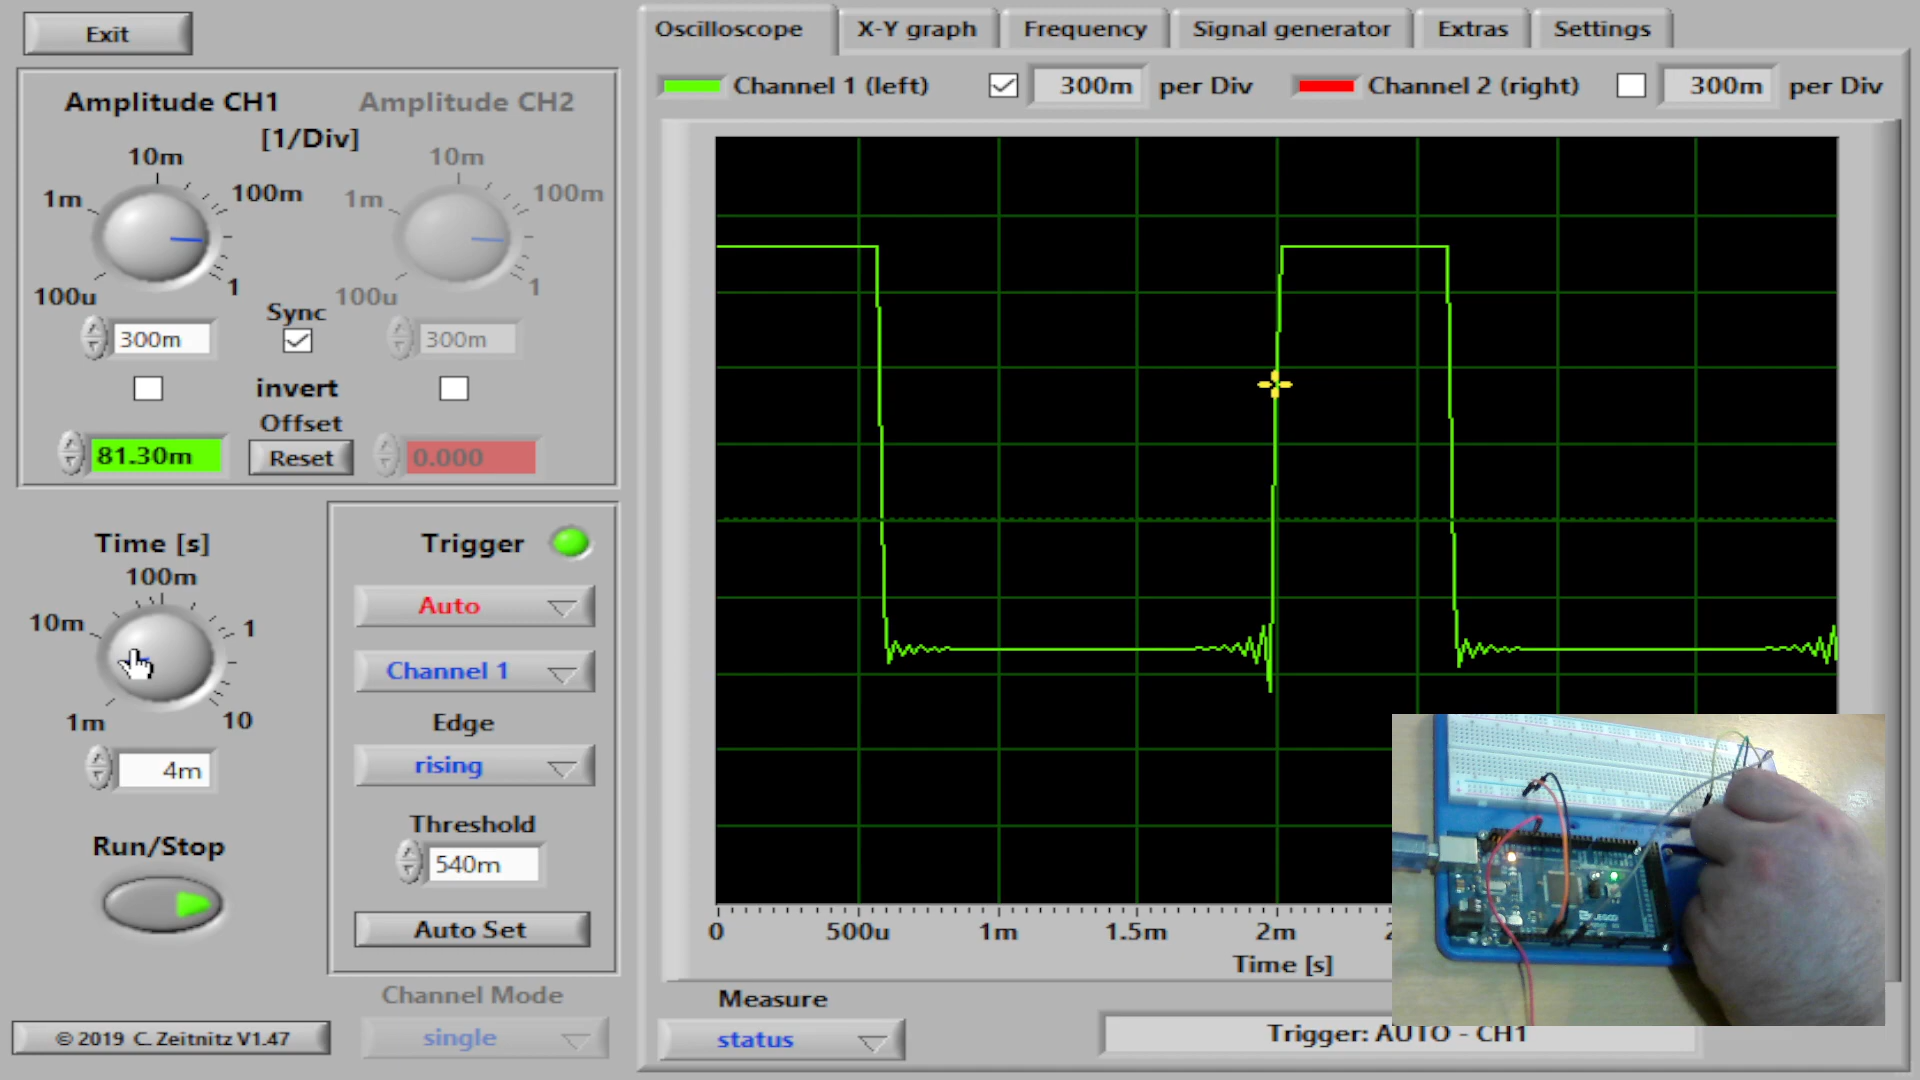 Exit
Amplitude CH1
Amplitude CH2
[1/Div]
10m
10m
1m
100m
1m
100m
100u
1
100u
1
Sync
300m
300m
invert
Offset
81.30m
Reset
0.000
Time [s]
100m
10m
1
1m
10
4m
Run/Stop
Trigger
Auto
Channel 1
Edge
rising
Threshold
540m
Auto Set
Channel Mode
single
© 2019 C. Zeitnitz V1.47
Oscilloscope
X-Y graph
Frequency
Signal generator
Extras
Settings
Channel 1 (left)
300m
per Div
Channel 2 (right)
300m
per Div
0
500u
1m
1.5m
2m
Time [s]
Measure
status
Trigger: AUTO - CH1